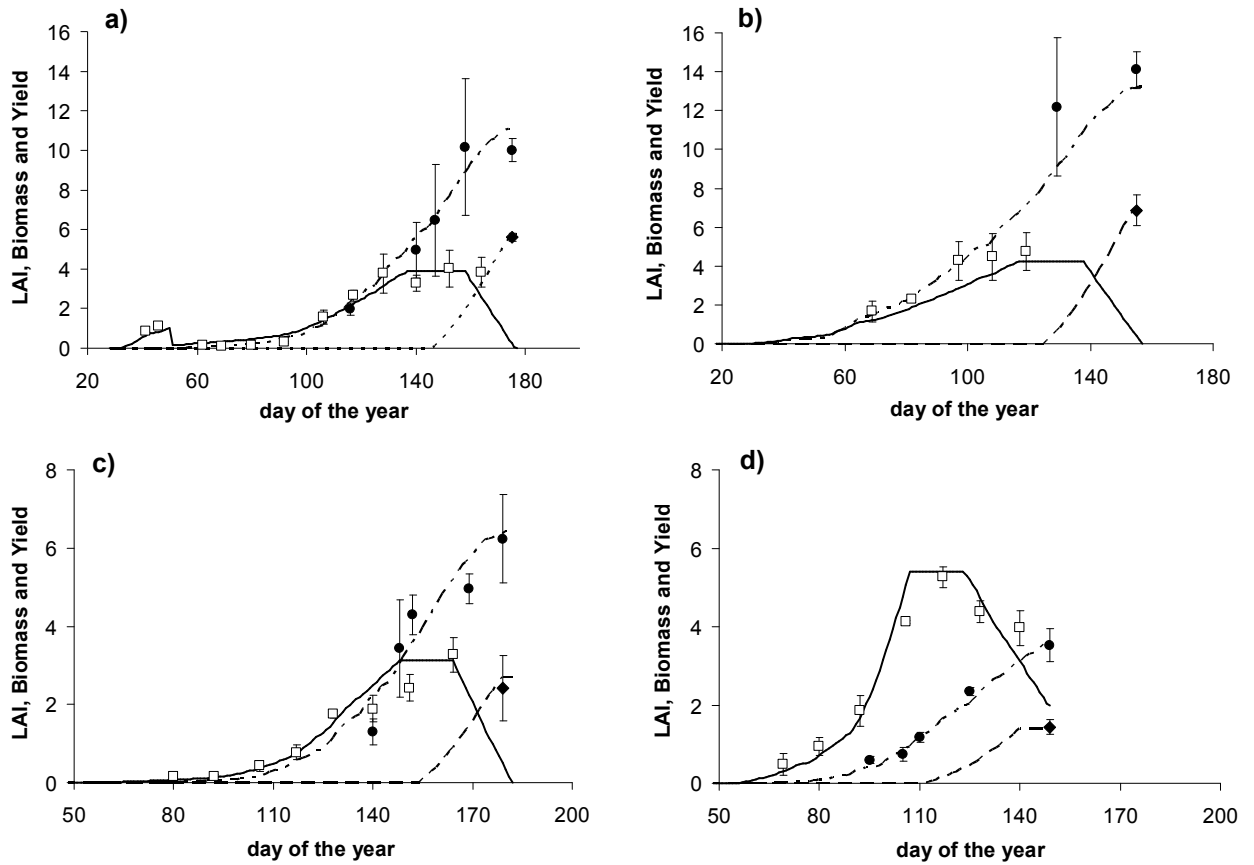 a)
LAI, Biomass and Yield
16
14
12
10
8
6
4
2
0
20 60 100 140 180
day of the year
b)
LAI, Biomass and Yield
16
14
12
10
8
6
4
2
0
20 60 100 140 180
day of the year
c)
LAI, Biomass and Yield
8
6
4
2
0
50 80 110 140 170 200
day of the year
d)
LAI, Biomass and Yield
8
6
4
2
0
50 80 110 140 170 200
day of the year